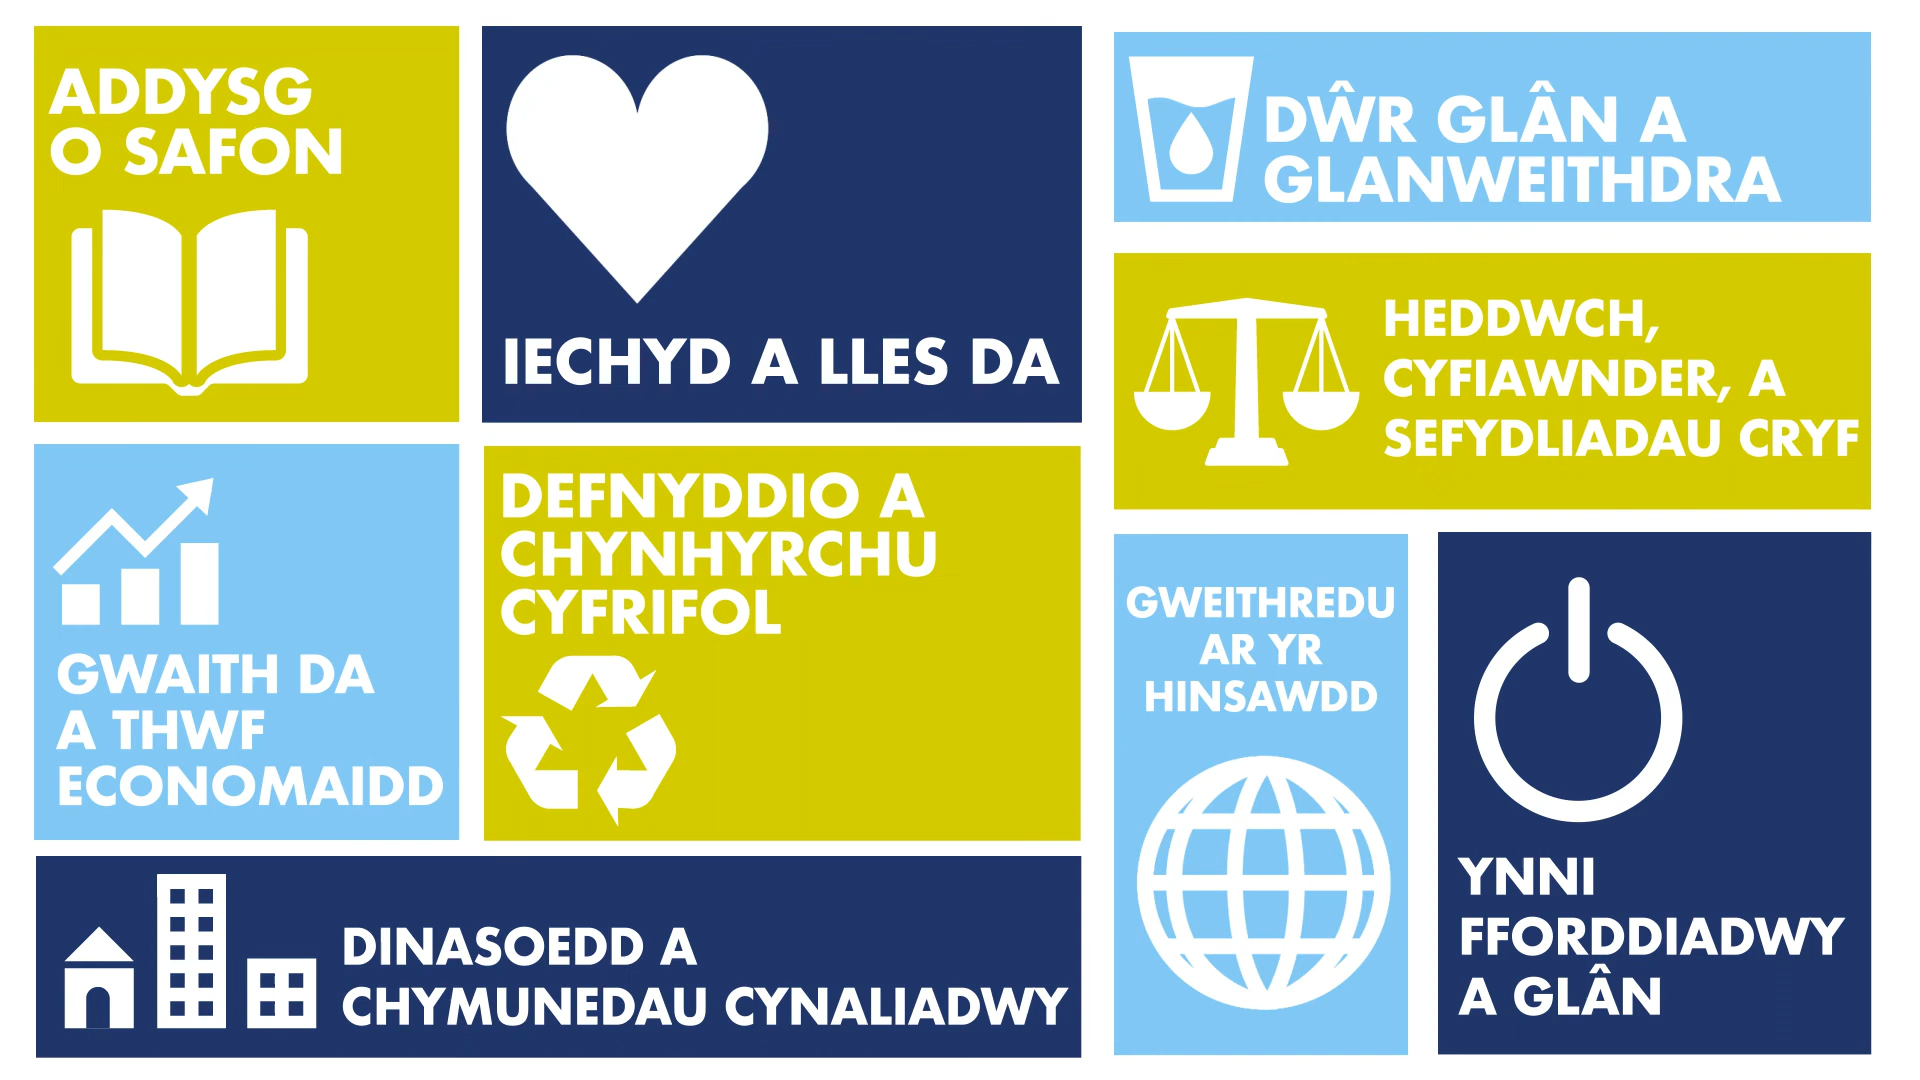 ADDYSG
O SAFON
IECHYD A LLES DA
DŴR GLÂN A
GLANWEITHDRA
HEDDWCH,
CYFIAWNDER, A
SEFYDLIADAU CRYF
GWAITH DA
A THWF
ECONOMAIDD
DEFNYDDIO A
CHYNHYRCHU
CYFRIFOL
GWEITHREDU
AR YR
HINSAWDD
YNNI
FFORDDIADWY
A GLÂN
DINASOEDD A
CHYMUNEDAU CYNALIADWY